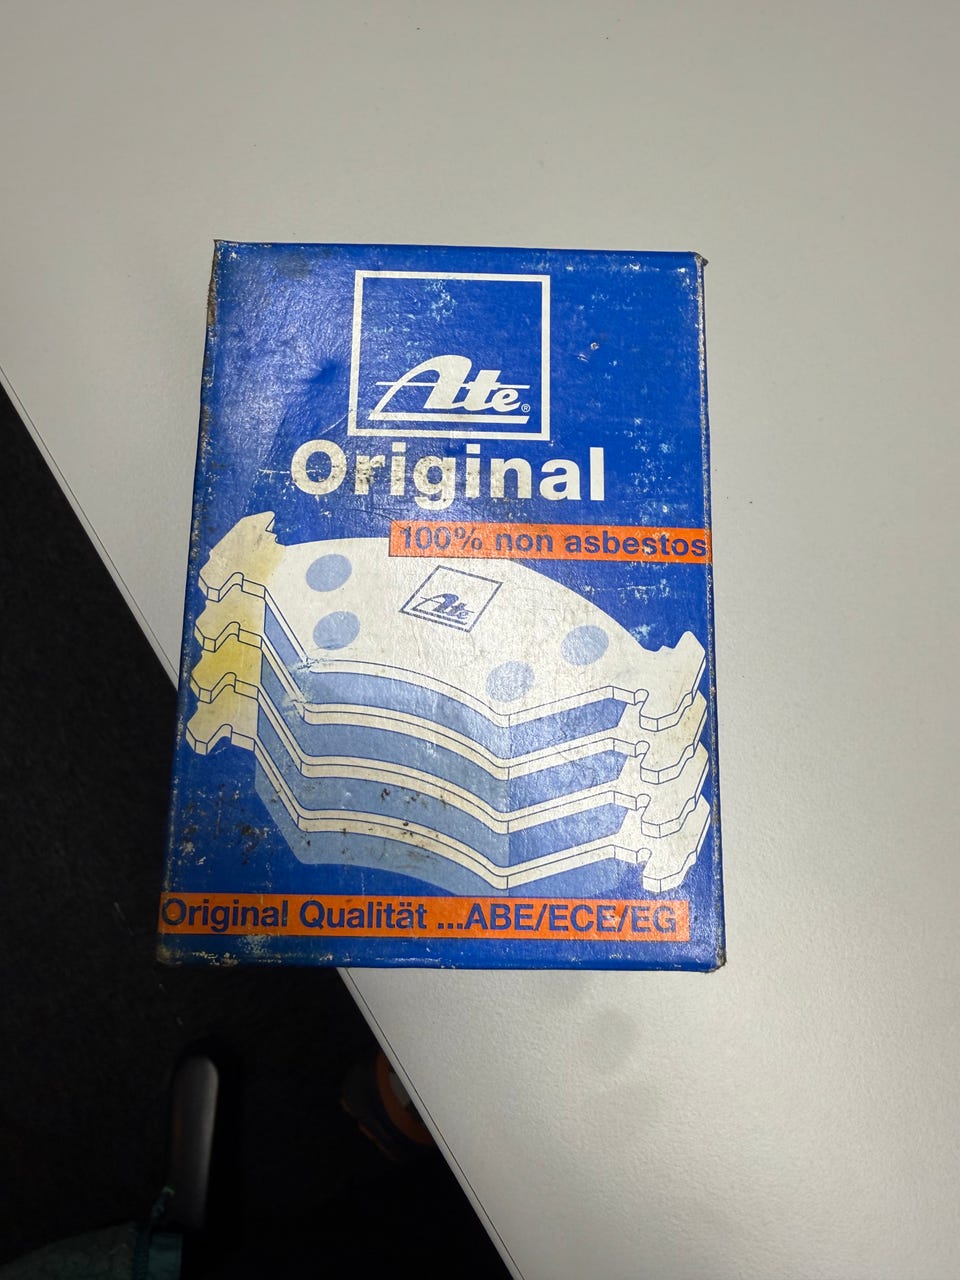 Ate®
Original
100% non asbestos
Ate
Original Qualität ...ABE/ECE/EG